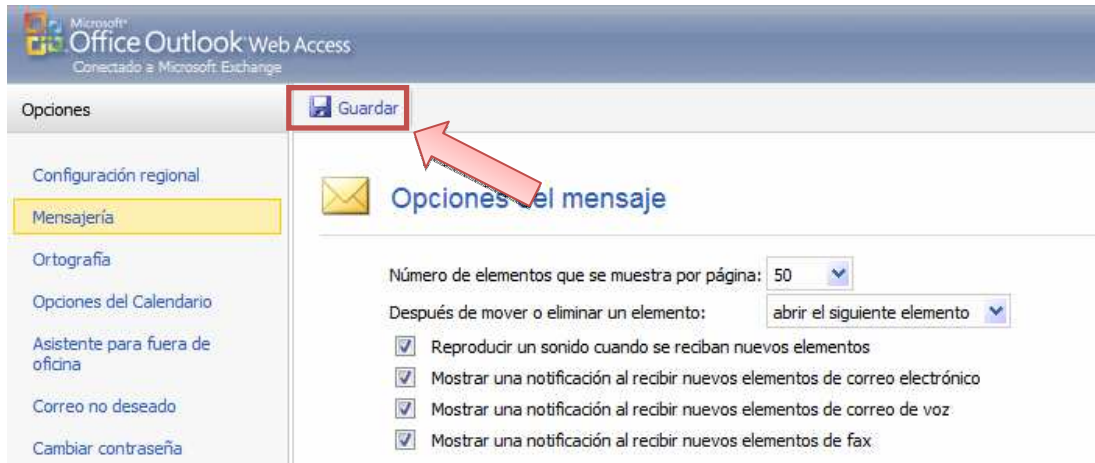 Microsoft®
Office Outlook Web Access
Conectado a Microsoft Exchange
Opciones
Guardar
Configuración regional
Mensajería
Ortografía
Opciones del Calendario
Asistente para fuera de
oficina
Correo no deseado
Cambiar contraseña
Opciones del mensaje
Número de elementos que se muestra por página: 50
Después de mover o eliminar un elemento: abrir el siguiente elemento
Reproducir un sonido cuando se reciban nuevos elementos
Mostrar una notificación al recibir nuevos elementos de correo electrónico
Mostrar una notificación al recibir nuevos elementos de correo de voz
Mostrar una notificación al recibir nuevos elementos de fax